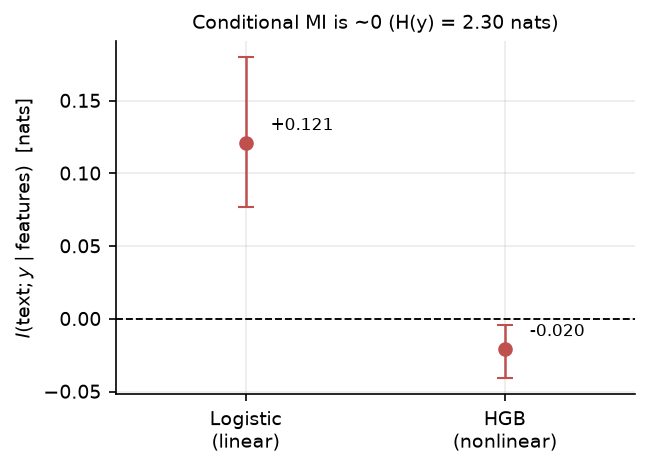 Conditional MI is ~0 (H(y) = 2.30 nats)
I(text; y | features) [nats]
0.15
0.10
0.05
0.00
−0.05
+0.121
-0.020
Logistic
(linear)
HGB
(nonlinear)